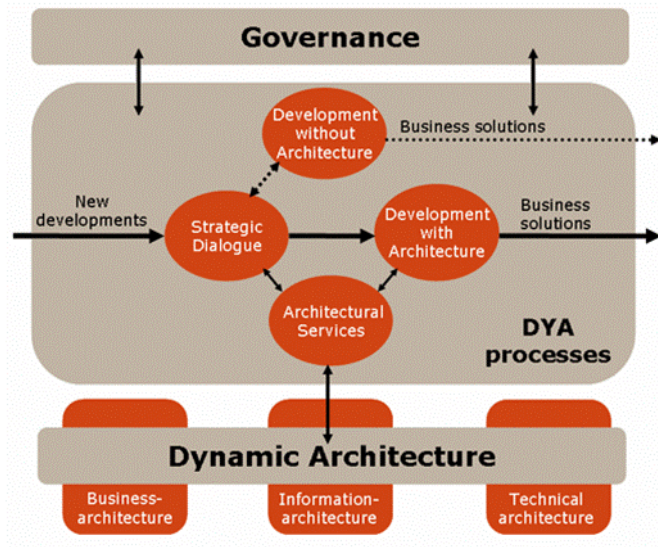 Governance
Development
without
Architecture
Business solutions
New
developments
Strategic
Dialogue
Development
with
Architecture
Business
solutions
Architectural
Services
DYA
processes
Dynamic Architecture
Business-
architecture
Information-
architecture
Technical
architecture